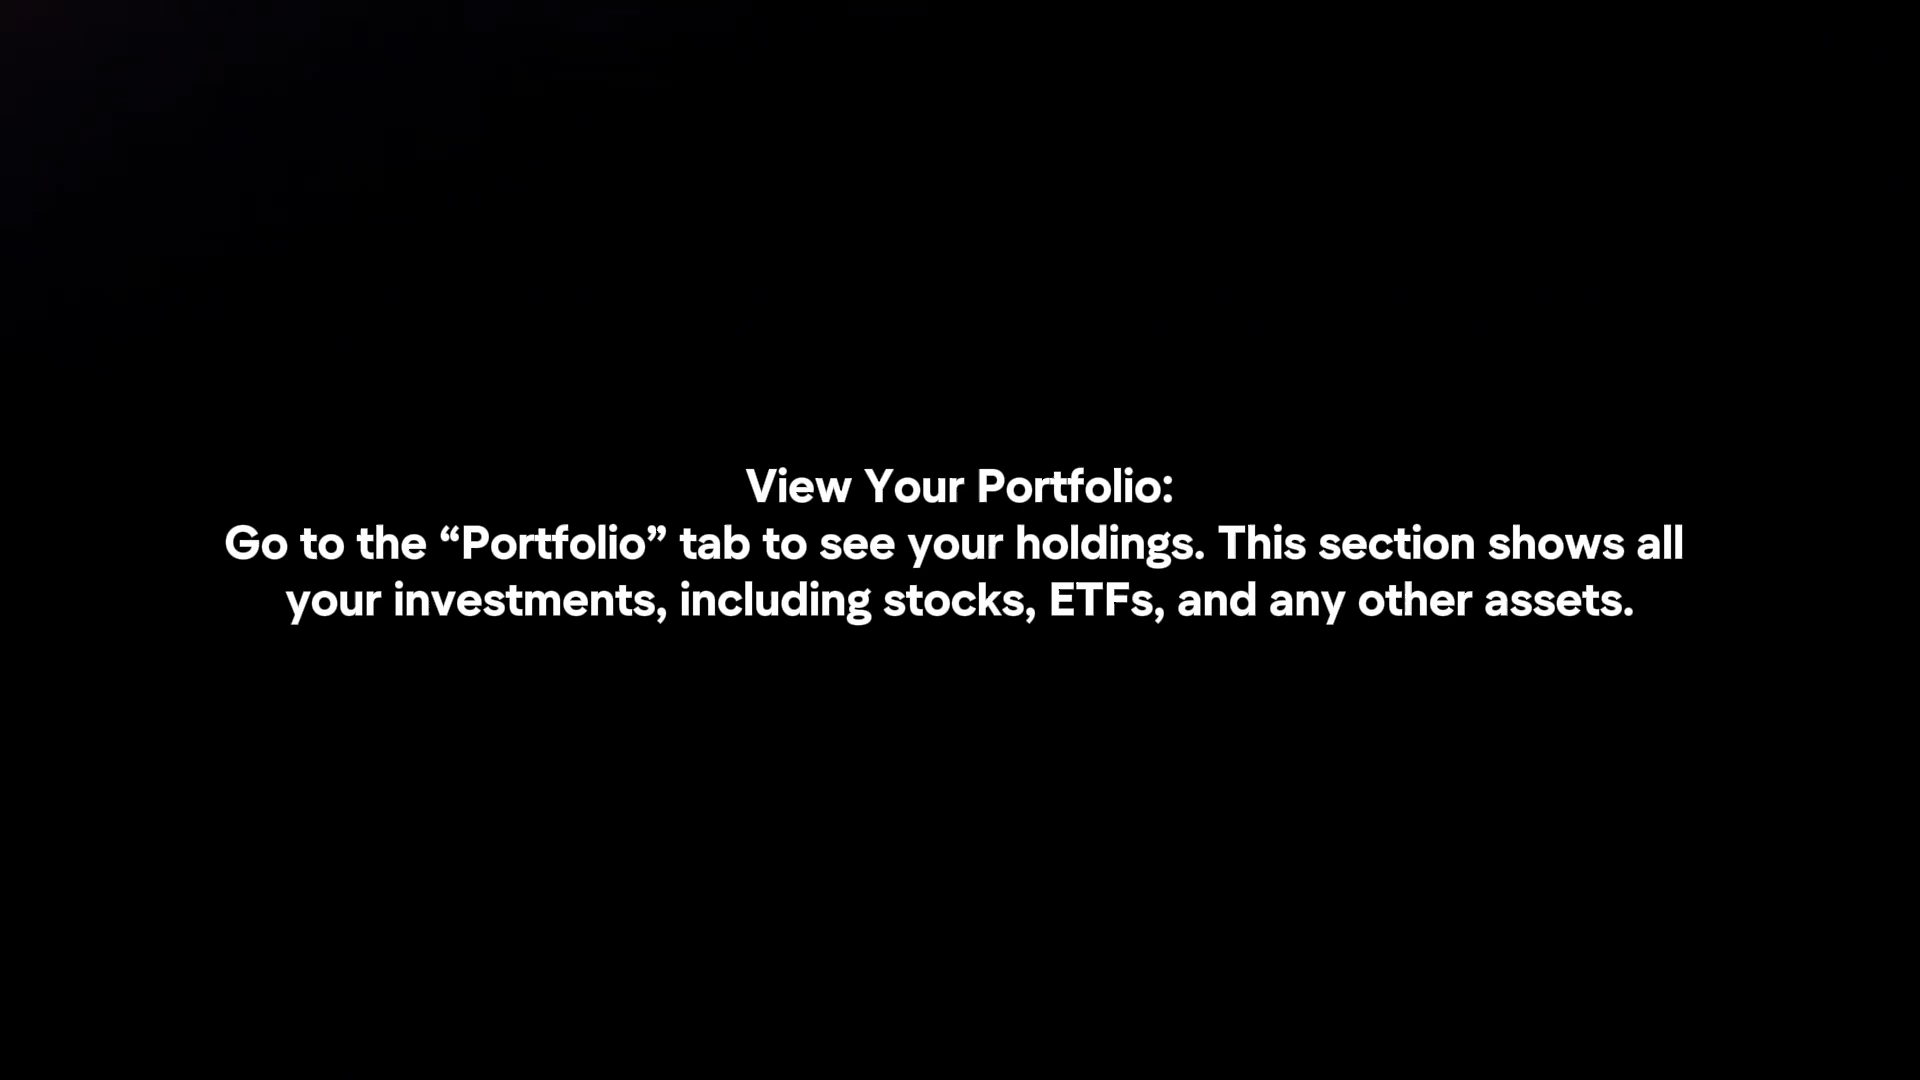 View Your Portfolio:
Go to the “Portfolio” tab to see your holdings. This section shows all
your investments, including stocks, ETFs, and any other assets.